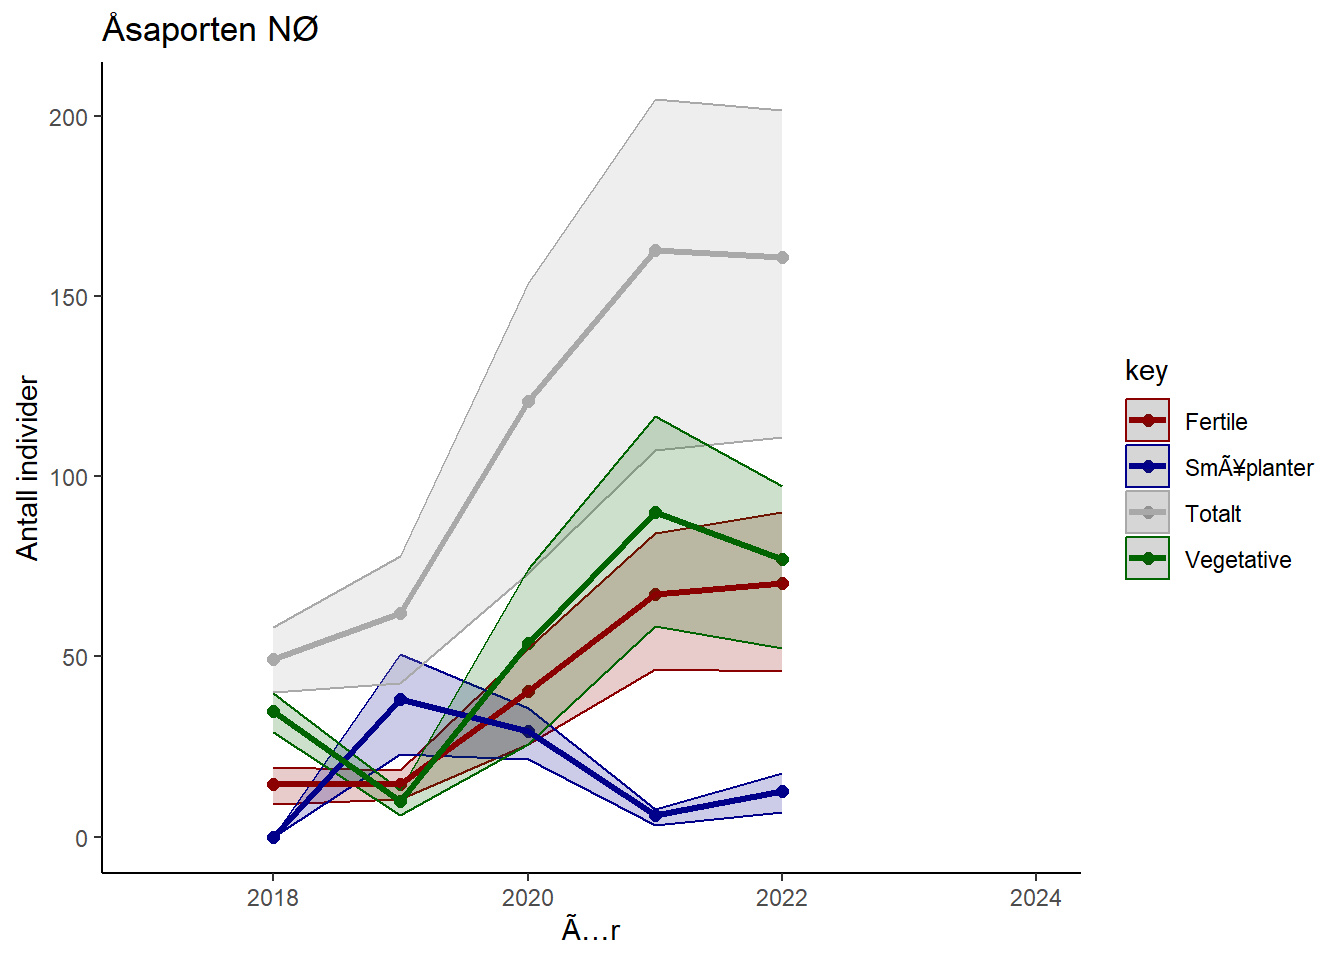 Åsaporten NØ
Antall individer
200
150
100
50
0
2018 2020 2022 2024
Ã…r
key
Fertile
SmÃ¥planter
Totalt
Vegetative